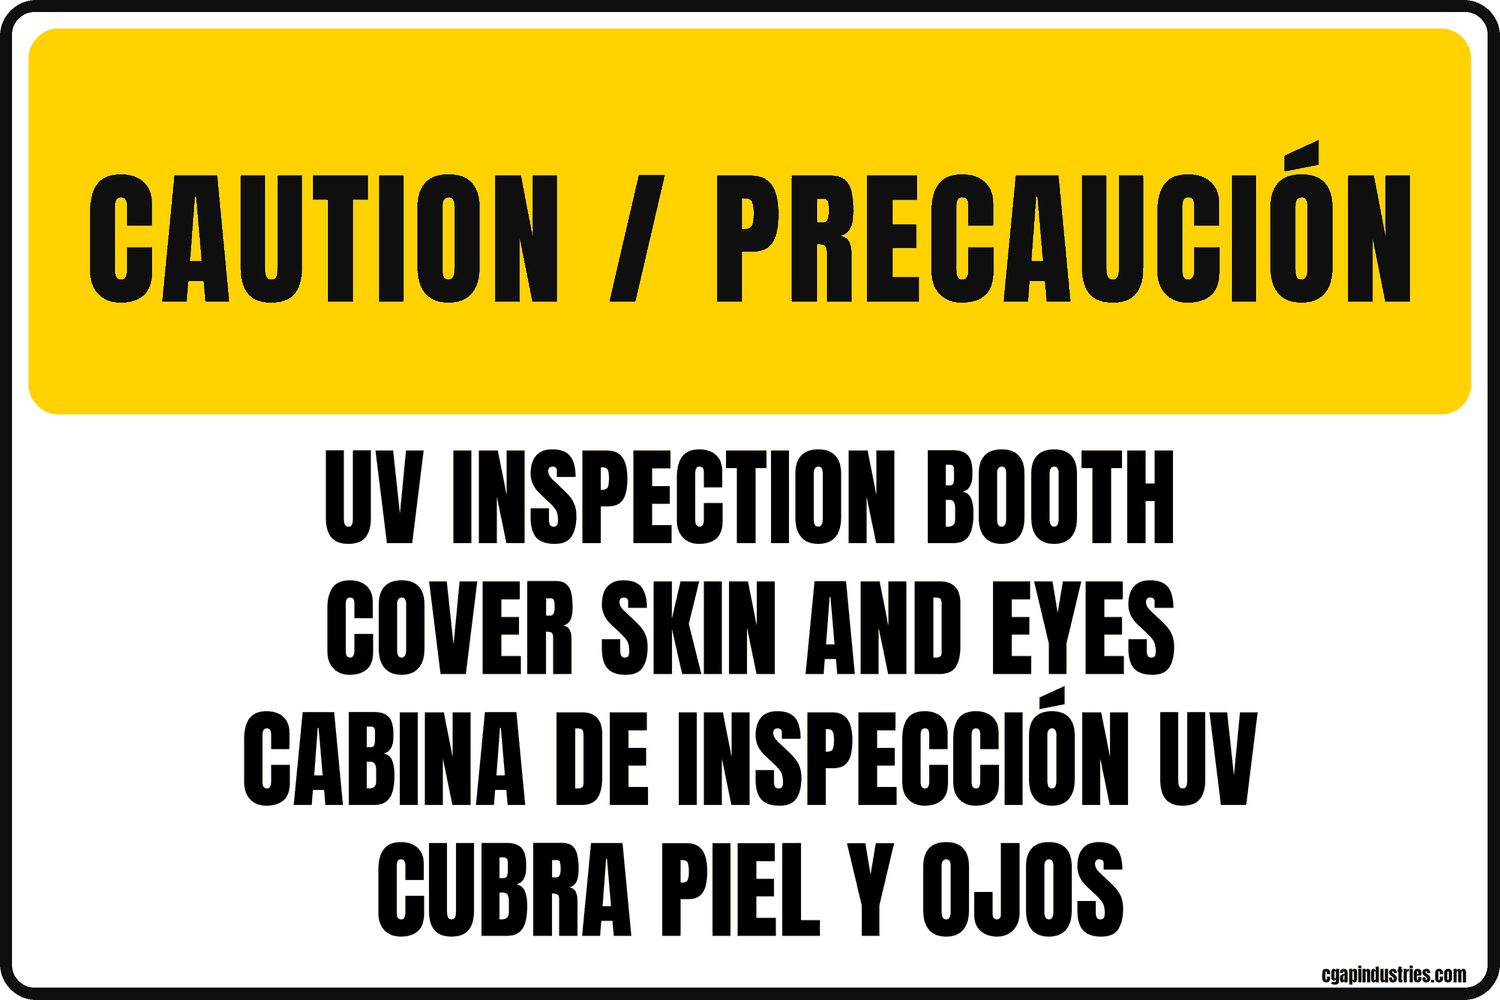 CAUTION / PRECAUCIÓN
UV INSPECTION BOOTH
COVER SKIN AND EYES
CABINA DE INSPECCIÓN UV
CUBRA PIEL Y OJOS
cgapindustries.com